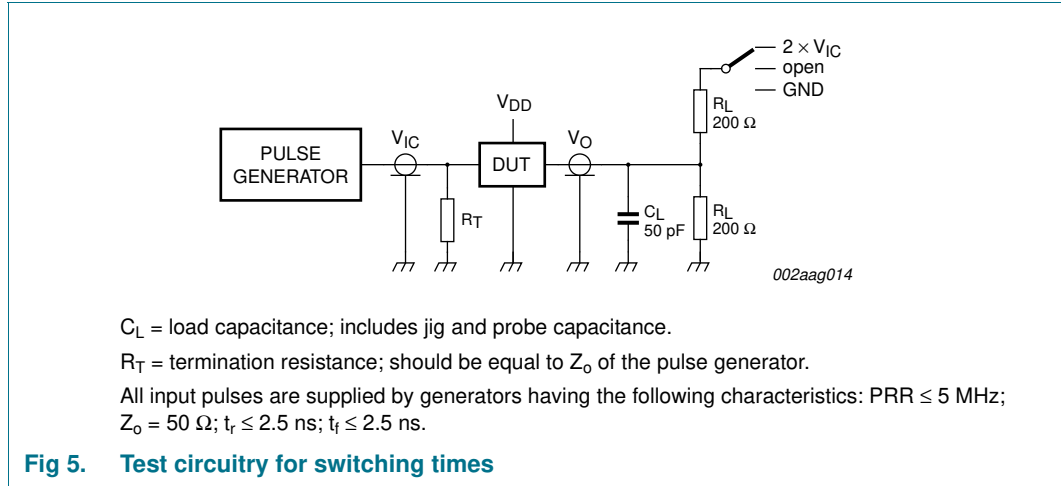 2 × V_IC
open
GND
R_L
200 Ω
V_DD
V_IC
V_O
PULSE
GENERATOR
DUT
R_T
C_L
50 pF
R_L
200 Ω
002aag014
C_L = load capacitance; includes jig and probe capacitance.
R_T = termination resistance; should be equal to Z_o of the pulse generator.
All input pulses are supplied by generators having the following characteristics: PRR ≤ 5 MHz;
Z_o = 50 Ω; t_r ≤ 2.5 ns; t_f ≤ 2.5 ns.
Fig 5. Test circuitry for switching times